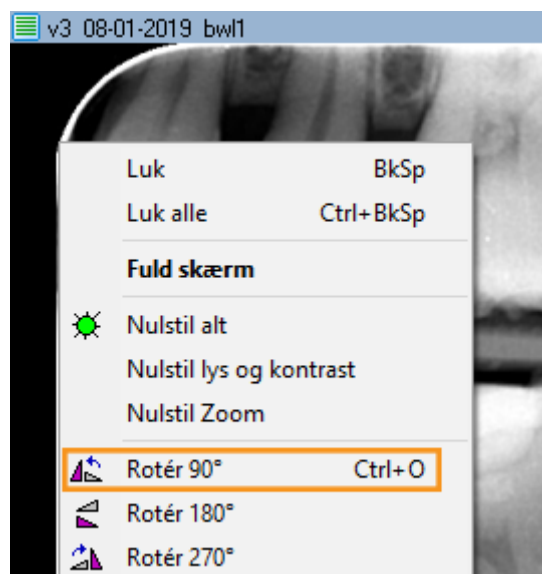 v3 08-01-2019 bwl1
Luk BkSp
Luk alle Ctrl+BkSp
Fuld skærm
Nulstil alt
Nulstil lys og kontrast
Nulstil Zoom
Rotér 90° Ctrl+O
Rotér 180°
Rotér 270°